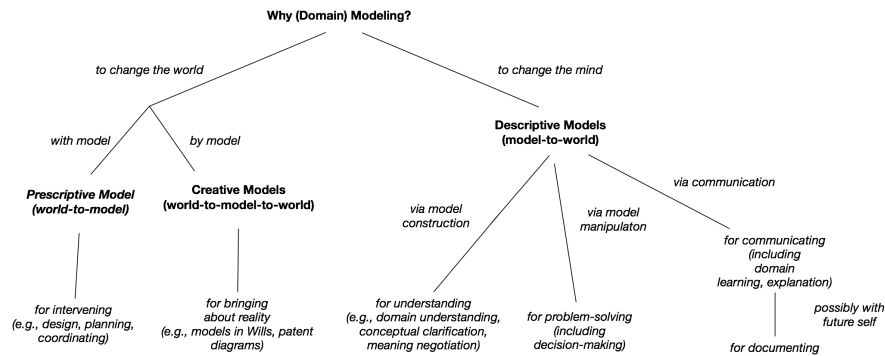 Why (Domain) Modeling?
to change the world
to change the mind
Descriptive Models
(model-to-world)
with model
by model
Prescriptive Model
(world-to-model)
Creative Models
(world-to-model-to-world)
via communication
via model
construction
via model
manipulaton
for communicating
(including
domain
learning, explanation)
for intervening
(e.g., design, planning,
coordinating)
for bringing
about reality
(e.g., models in Wills, patent
diagrams)
for understanding
(e.g., domain understanding,
conceptual clarification,
meaning negotiation)
for problem-solving
(including
decision-making)
possibly with
future self
for documenting